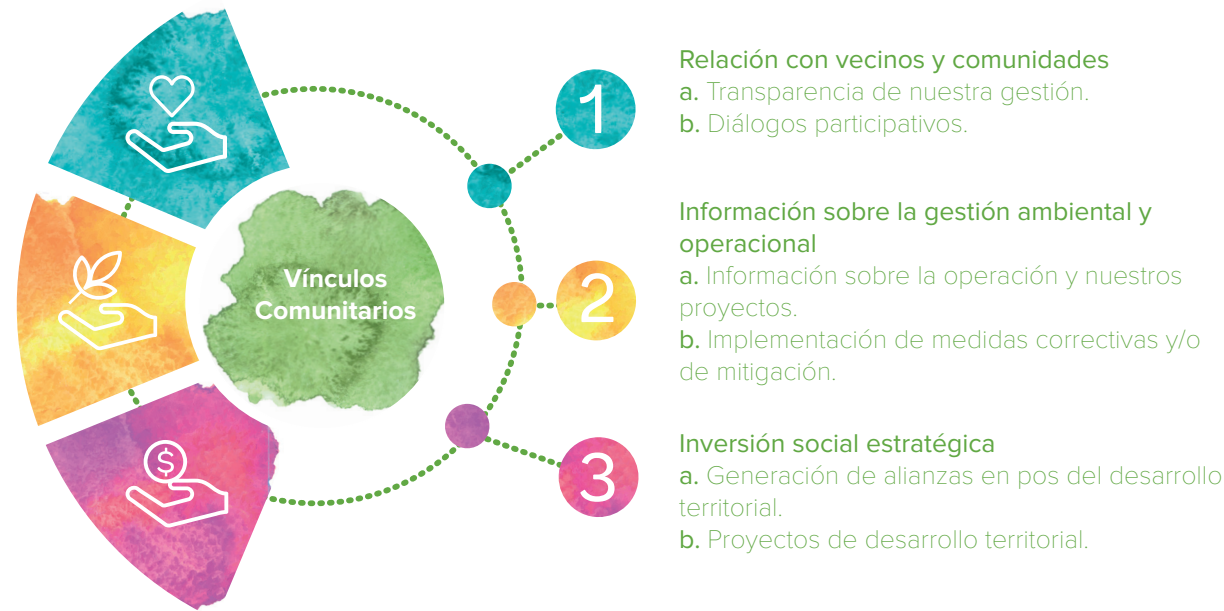 Vínculos
Comunitarios
$
1
Relación con vecinos y comunidades
a. Transparencia de nuestra gestión.
b. Diálogos participativos.
2
Información sobre la gestión ambiental y
operacional
a. Información sobre la operación y nuestros
proyectos.
b. Implementación de medidas correctivas y/o
de mitigación.
3
Inversión social estratégica
a. Generación de alianzas en pos del desarrollo
territorial.
b. Proyectos de desarrollo territorial.